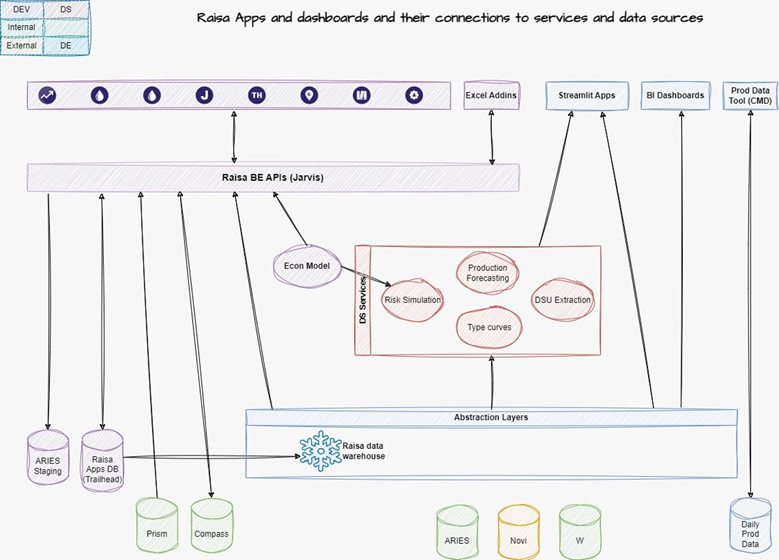 DEV DS
Internal
External DE
Raisa Apps and dashboards and their connections to services and data sources
J
TH
Excel Addins
Streamlit Apps
BI Dashboards
Prod Data
Tool (CMD)
Raisa BE APIs (Jarvis)
Econ Model
DS Services
Risk Simulation
Production
Forecasting
DSU Extraction
Type curves
Abstraction Layers
Raisa data
warehouse
ARIES
Staging
Raisa
Apps DB
(Trailhead)
Prism
Compass
ARIES
Novi
W
Daily
Prod
Data